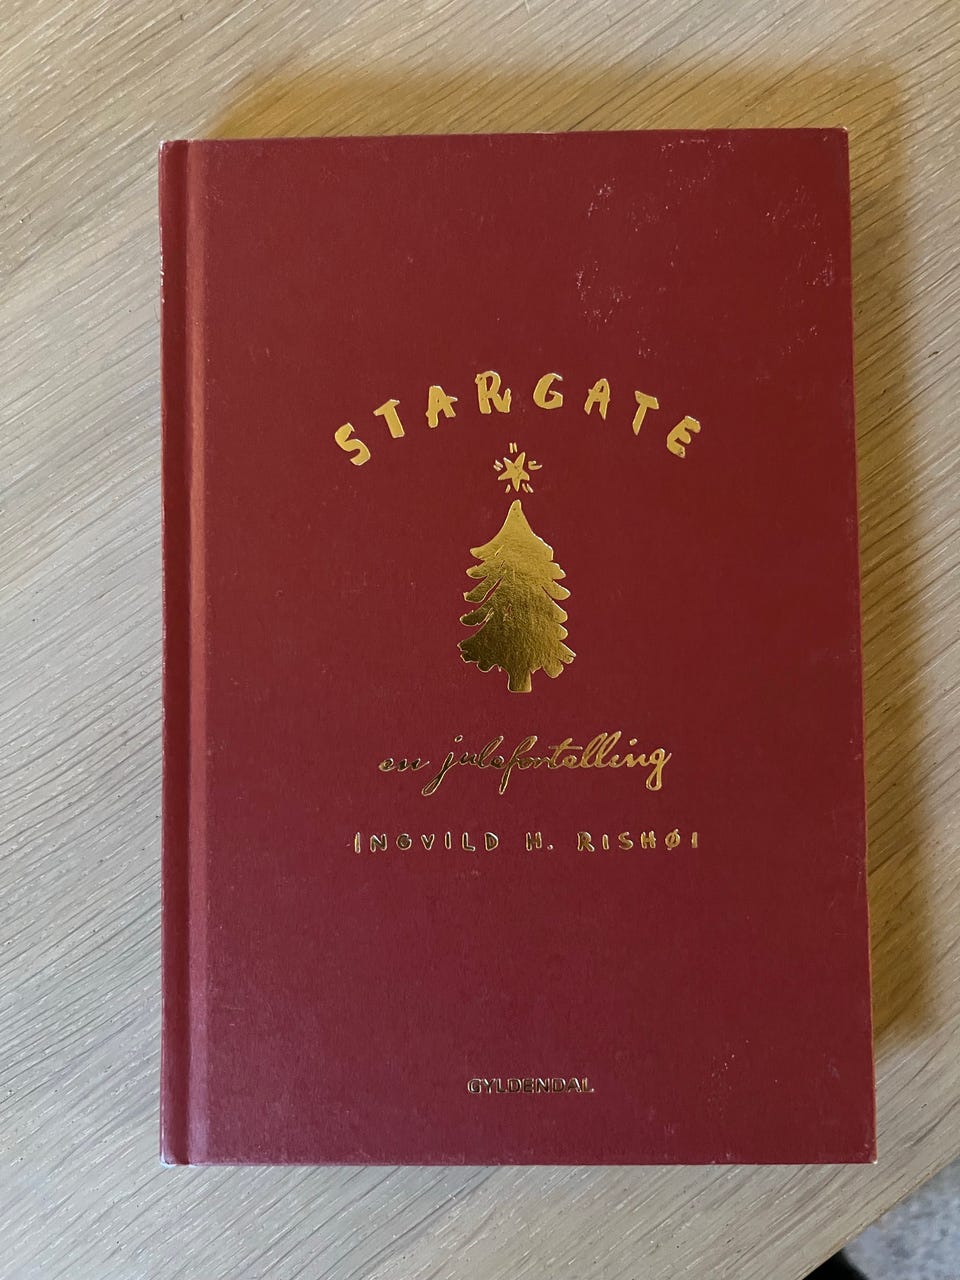 STARGATE
en julefortelling
INGVILD H. RISHØI
GYLDENDAL